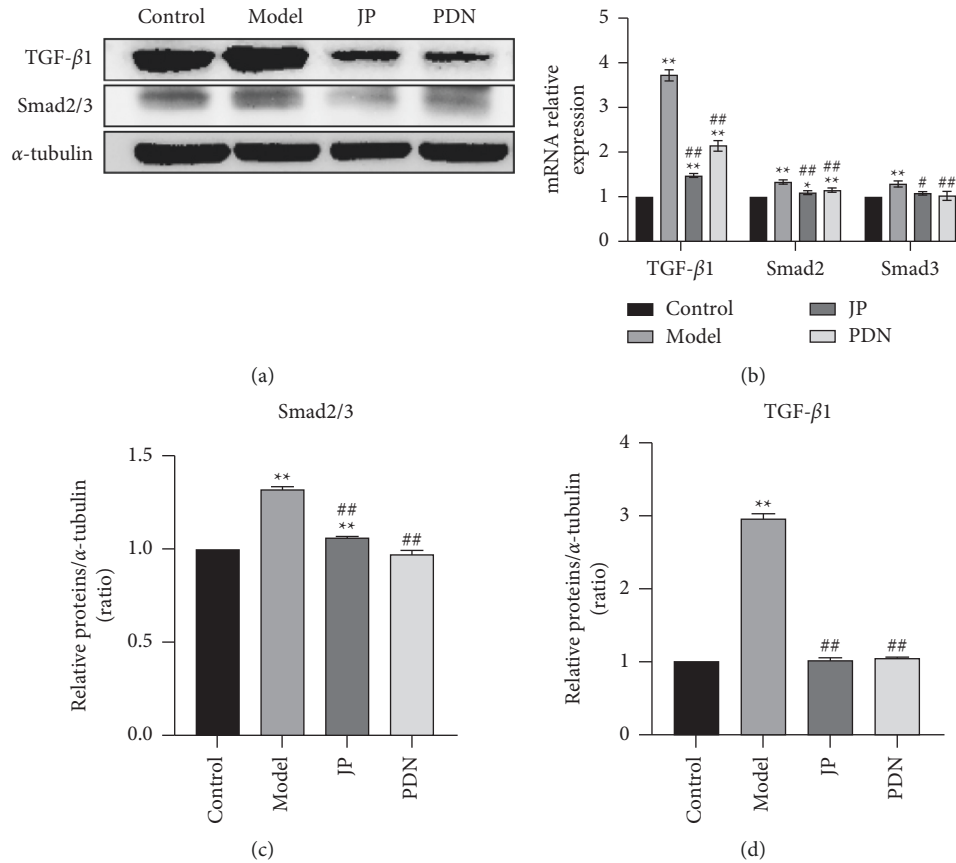 Control Model JP PDN
TGF-β1
Smad2/3
α-tubulin
(a)
mRNA relative
expression
5
4
3
2
1
0
**
##
**
##
**
**
##
*
##
**
**
#
##
TGF-β1 Smad2 Smad3
Control JP
Model PDN
(b)
Smad2/3
Relative proteins/α-tubulin
(ratio)
1.5
1.0
0.5
0.0
**
##
**
##
Control Model JP PDN
(c)
TGF-β1
Relative proteins/α-tubulin
(ratio)
4
3
2
1
0
**
##
##
Control Model JP PDN
(d)